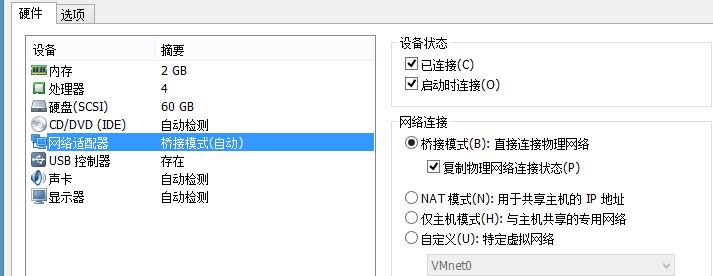 硬件 选项
设备 摘要
内存 2 GB
处理器 4
硬盘(SCSI) 60 GB
CD/DVD (IDE) 自动检测
网络适配器 桥接模式(自动)
USB 控制器 存在
声卡 自动检测
显示器 自动检测
设备状态
已连接(C)
启动时连接(O)
网络连接
桥接模式(B): 直接连接物理网络
复制物理网络连接状态(P)
NAT 模式(N): 用于共享主机的 IP 地址
仅主机模式(H): 与主机共享的专用网络
自定义(U): 特定虚拟网络
VMnet0